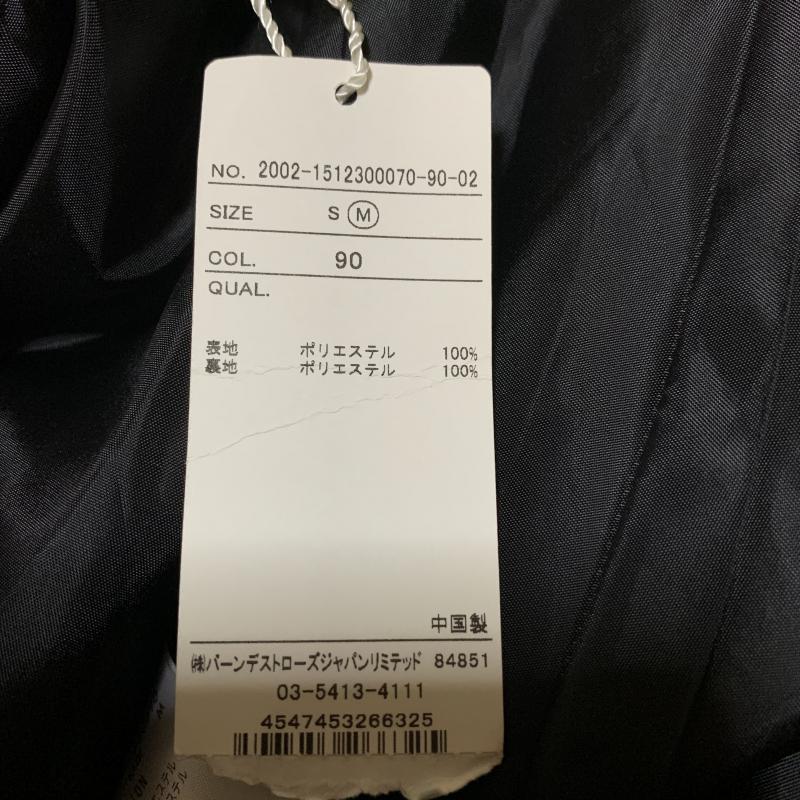 NO. 2002-1512300070-90-02
SIZE S M
COL. 90
QUAL.
表地 ポリエステル 100%
裏地 ポリエステル 100%
中国製
㈱バーンデストローズジャパンリミテッド 84851
03-5413-4111
4547453266325
M